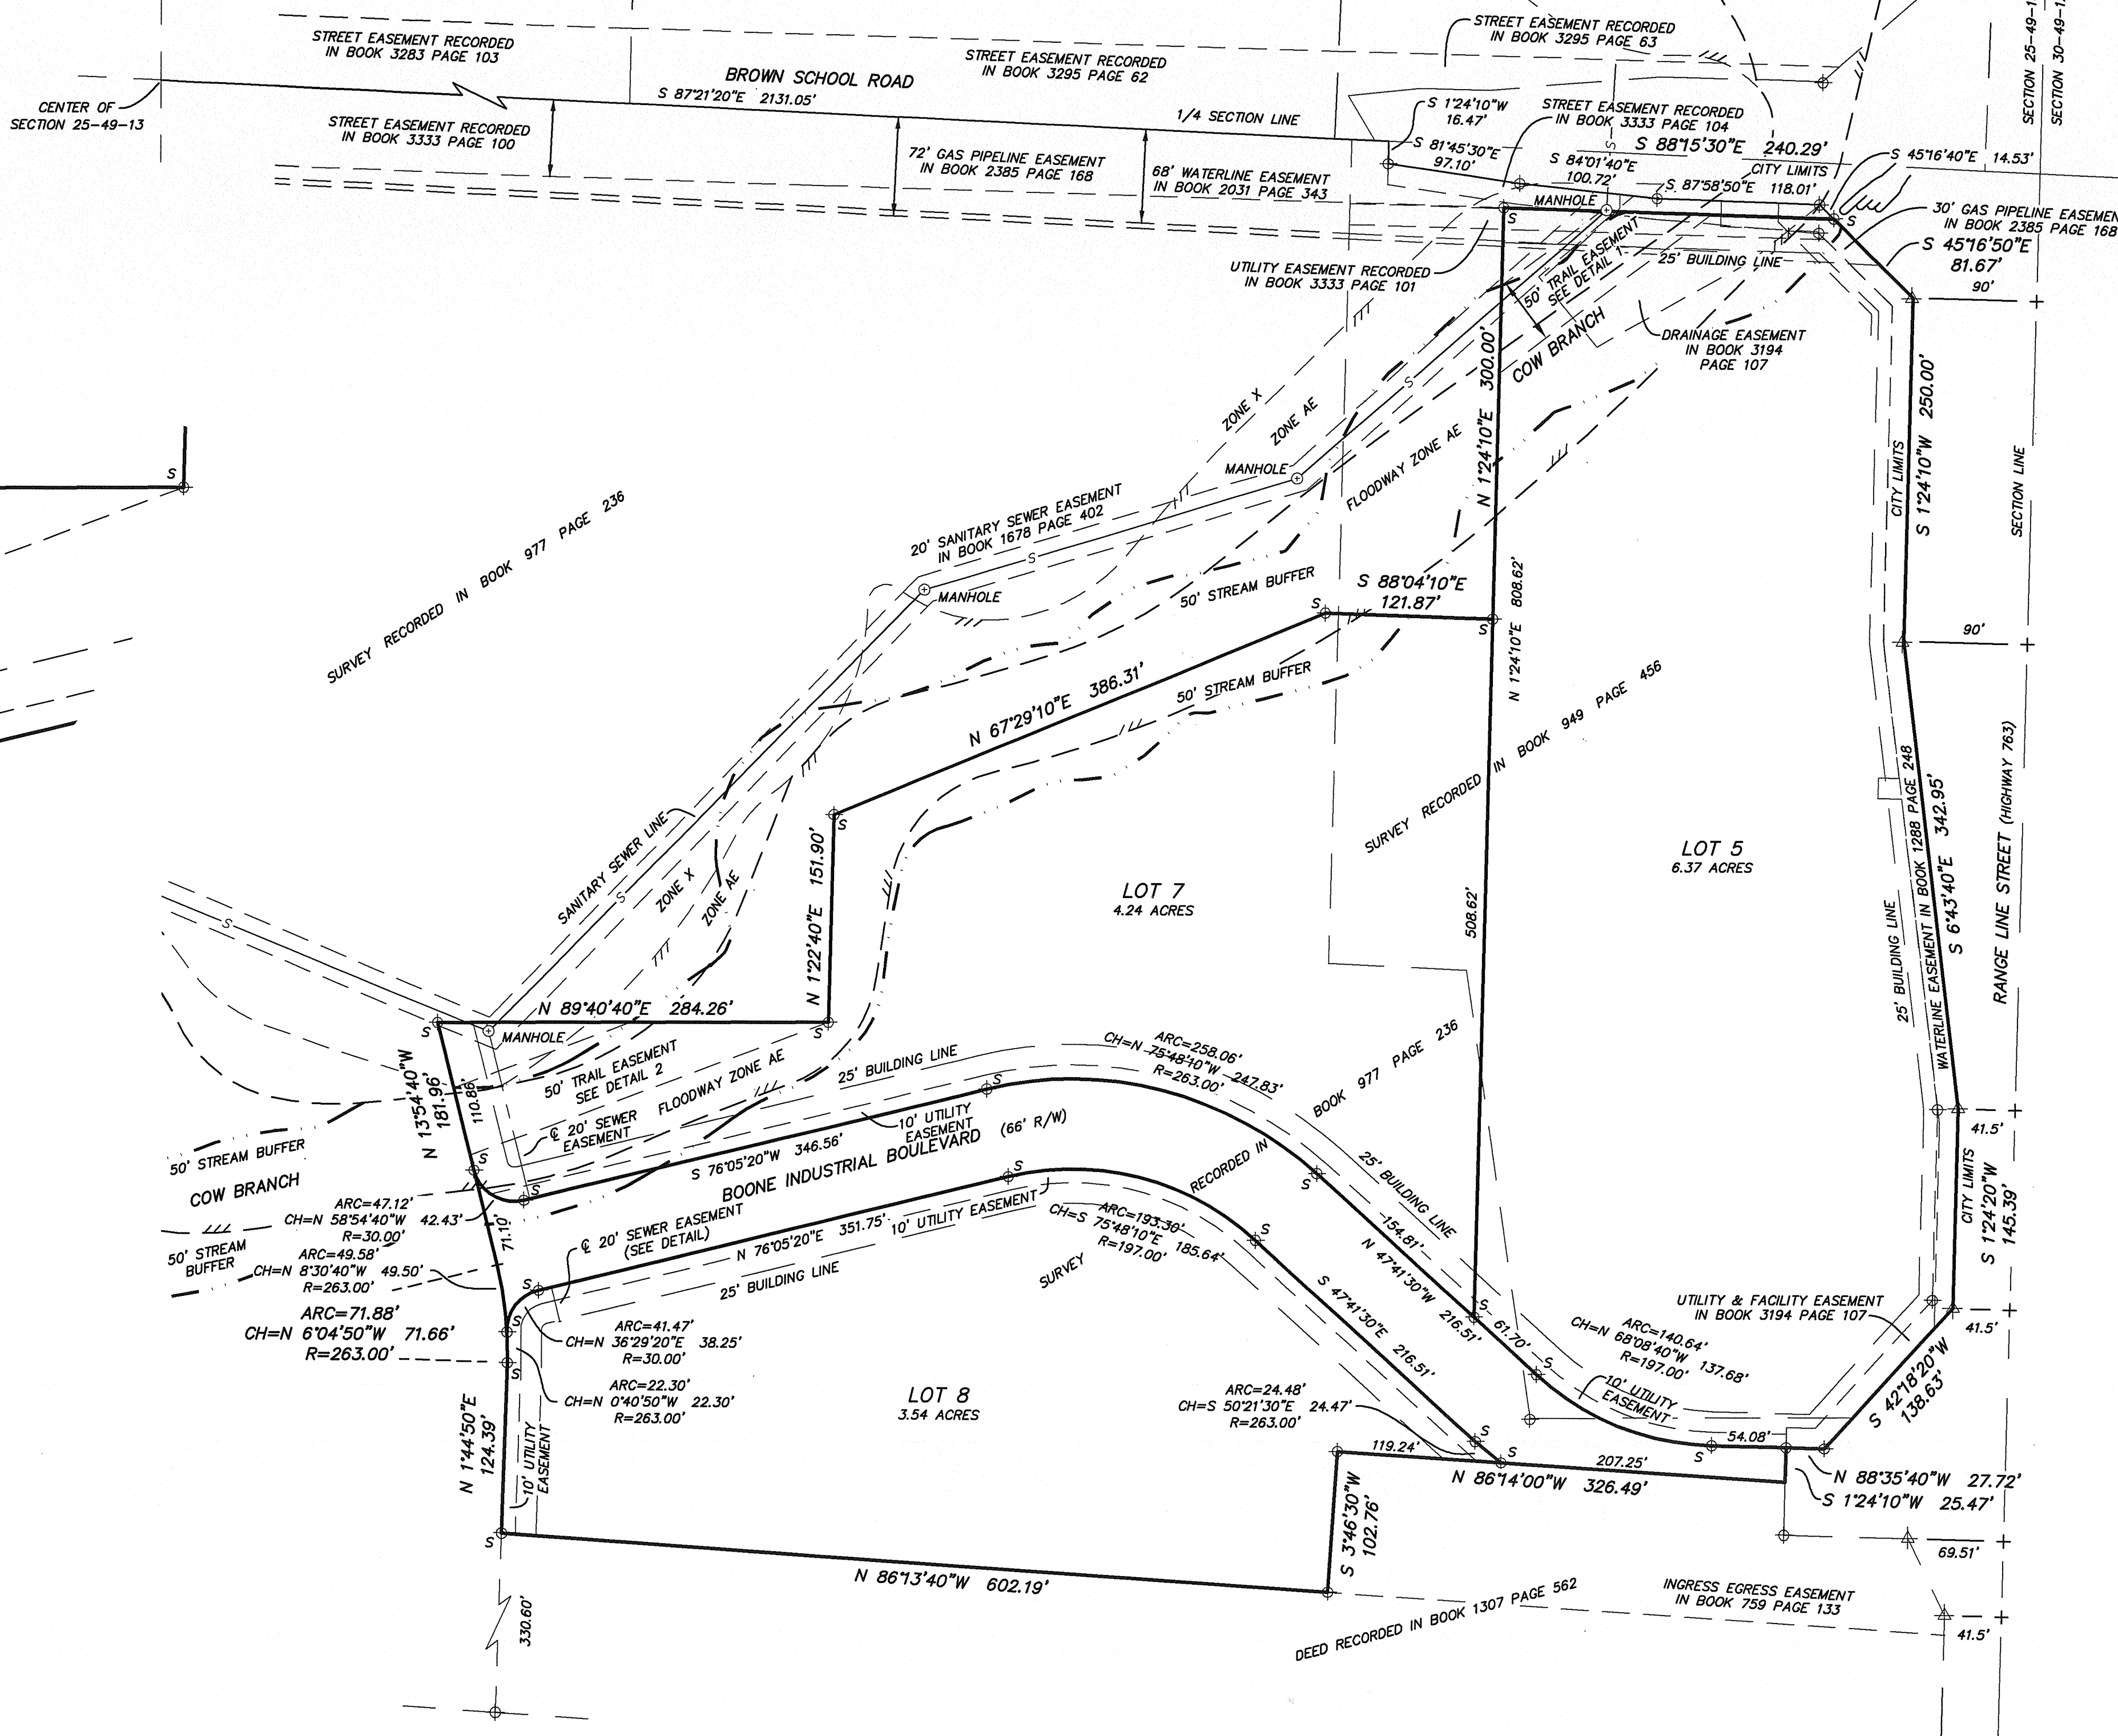 STREET EASEMENT RECORDED
IN BOOK 3283 PAGE 103
STREET EASEMENT RECORDED
IN BOOK 3295 PAGE 62
STREET EASEMENT RECORDED
IN BOOK 3295 PAGE 63
SECTION 30-49-1
SECTION 25-49-1
BROWN SCHOOL ROAD
S 87°21'20"E 2131.05'
1/4 SECTION LINE
CENTER OF
SECTION 25-49-13
STREET EASEMENT RECORDED
IN BOOK 3333 PAGE 100
72' GAS PIPELINE EASEMENT
IN BOOK 2385 PAGE 168
68' WATERLINE EASEMENT
IN BOOK 2031 PAGE 343
S 1°24'10"W
16.47'
STREET EASEMENT RECORDED
IN BOOK 3333 PAGE 104
S 81°45'30"E
97.10'
S 84°01'40"E
100.72'
S
S 88°15'30"E 240.29'
CITY LIMITS
S 87°58'50"E 118.01'
S 45°16'40"E 14.53'
MANHOLE
S
S
30' GAS PIPELINE EASEMEN
IN BOOK 2385 PAGE 168
S 45°16'50"E
81.67'
90'
UTILITY EASEMENT RECORDED
IN BOOK 3333 PAGE 101
50' TRAIL EASEMENT
SEE DETAIL 1
25' BUILDING LINE
COW BRANCH
DRAINAGE EASEMENT
IN BOOK 3194
PAGE 107
N 1°24'10"E 300.00'
ZONE X
ZONE AE
S
FLOODWAY ZONE AE
CITY LIMITS
S 1°24'10"W 250.00'
SECTION LINE
S
MANHOLE
SURVEY RECORDED IN BOOK 977 PAGE 236
20' SANITARY SEWER EASEMENT
IN BOOK 1678 PAGE 402
S
MANHOLE
50' STREAM BUFFER
S 88°04'10"E
121.87'
S
S
N 1°24'10"E 808.62'
90'
N 67°29'10"E 386.31'
50' STREAM BUFFER
SURVEY RECORDED IN BOOK 949 PAGE 456
SANITARY SEWER LINE
S
S
ZONE X
ZONE AE
N 1°22'40"E 151.90'
LOT 7
4.24 ACRES
508.62'
LOT 5
6.37 ACRES
25' BUILDING LINE
WATERLINE EASEMENT IN BOOK 1288 PAGE 248
S 6°43'40"E 342.95'
RANGE LINE STREET (HIGHWAY 763)
S
N 89°40'40"E 284.26'
S
S
MANHOLE
N 13°54'40"W
181.96'
110.86'
50' TRAIL EASEMENT
SEE DETAIL 2
FLOODWAY ZONE AE
25' BUILDING LINE
℄ 20' SEWER
EASEMENT
S
ARC=258.06'
CH=N 75°48'10"W 247.83'
R=263.00'
10' UTILITY
EASEMENT
S 76°05'20"W 346.56'
BOONE INDUSTRIAL BOULEVARD (66' R/W)
BOOK 977 PAGE 236
RECORDED IN
SURVEY
41.5'
50' STREAM BUFFER
COW BRANCH
50' STREAM
BUFFER
S
S
S
ARC=47.12'
CH=N 58°54'40"W 42.43'
R=30.00'
71.10'
ARC=49.58'
CH=N 8°30'40"W 49.50'
R=263.00'
ARC=71.88'
CH=N 6°04'50"W 71.66'
R=263.00'
℄ 20' SEWER EASEMENT
(SEE DETAIL)
N 76°05'20"E 351.75'
10' UTILITY EASEMENT
25' BUILDING LINE
S
ARC=193.30'
CH=S 75°48'10"E 185.64'
R=197.00'
S
25' BUILDING LINE
154.81'
N 47°41'30"W 216.51'
S 47°41'30"E 216.51'
CITY LIMITS
S 1°24'20"W
145.39'
41.5'
UTILITY & FACILITY EASEMENT
IN BOOK 3194 PAGE 107
S
S
S
ARC=41.47'
CH=N 36°29'20"E 38.25'
R=30.00'
ARC=22.30'
CH=N 0°40'50"W 22.30'
R=263.00'
S
61.70'
S
ARC=140.64'
CH=N 68°08'40"W 137.68'
R=197.00'
10' UTILITY
EASEMENT
S 42°18'20"W
138.63'
N 1°44'50"E
124.39'
10' UTILITY
EASEMENT
LOT 8
3.54 ACRES
ARC=24.48'
CH=S 50°21'30"E 24.47'
R=263.00'
S
S
119.24'
207.25'
N 86°14'00"W 326.49'
S
54.08'
N 88°35'40"W 27.72'
S 1°24'10"W 25.47'
S 3°46'30"W
102.76'
S
N 86°13'40"W 602.19'
69.51'
INGRESS EGRESS EASEMENT
IN BOOK 759 PAGE 133
DEED RECORDED IN BOOK 1307 PAGE 562
41.5'
330.60'